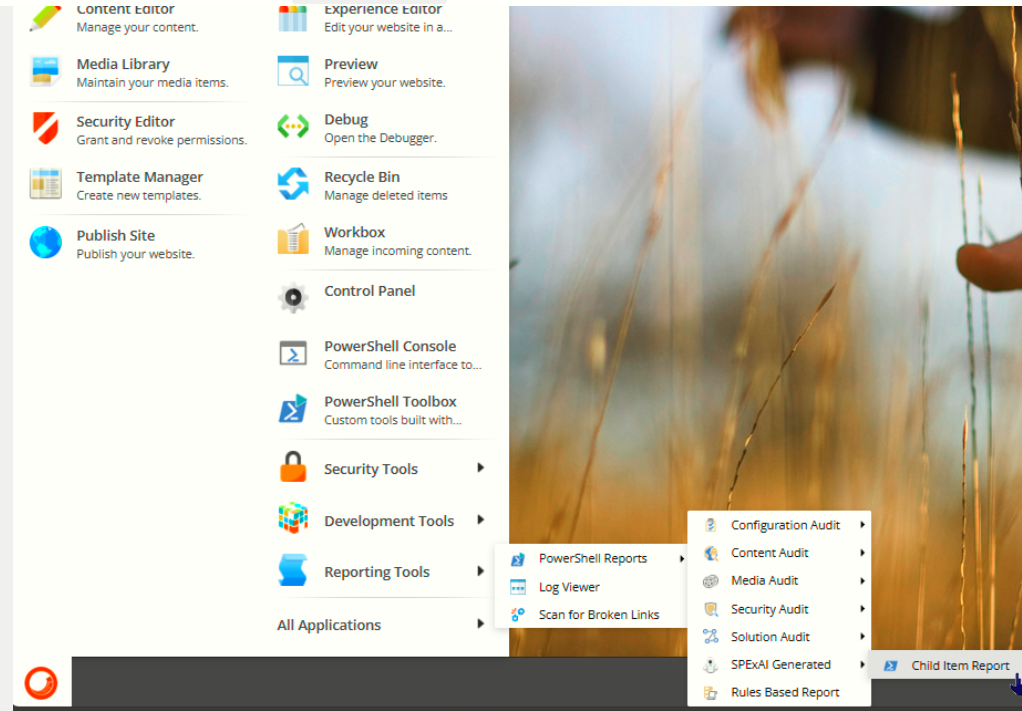 Content Editor
Manage your content.
Media Library
Maintain your media items.
Security Editor
Grant and revoke permissions.
Template Manager
Create new templates.
Publish Site
Publish your website.
Experience Editor
Edit your website in a...
Preview
Preview your website.
Debug
Open the Debugger.
Recycle Bin
Manage deleted items
Workbox
Manage incoming content.
Control Panel
PowerShell Console
Command line interface to...
PowerShell Toolbox
Custom tools built with...
Security Tools
Development Tools
Reporting Tools
All Applications
PowerShell Reports
Log Viewer
Scan for Broken Links
Configuration Audit
Content Audit
Media Audit
Security Audit
Solution Audit
SPExAI Generated
Rules Based Report
Child Item Report